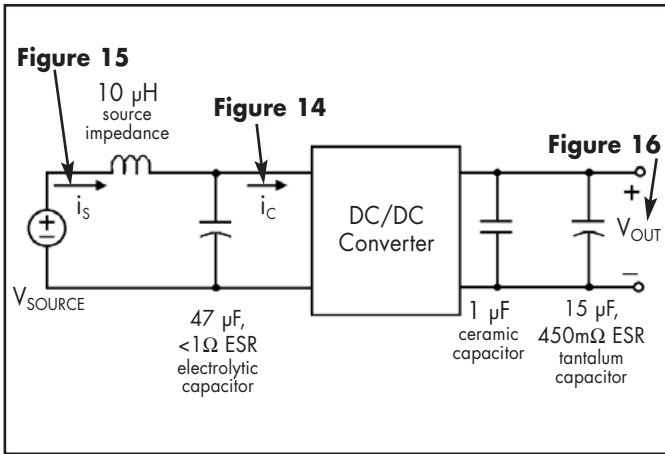 Figure 15
10 µH
source
impedance
Figure 14
Figure 16
i_S
i_C
DC/DC
Converter
+
V_OUT
–
+
–
V_SOURCE
47 µF,
<1Ω ESR
electrolytic
capacitor
1 µF
ceramic
capacitor
15 µF,
450mΩ ESR
tantalum
capacitor